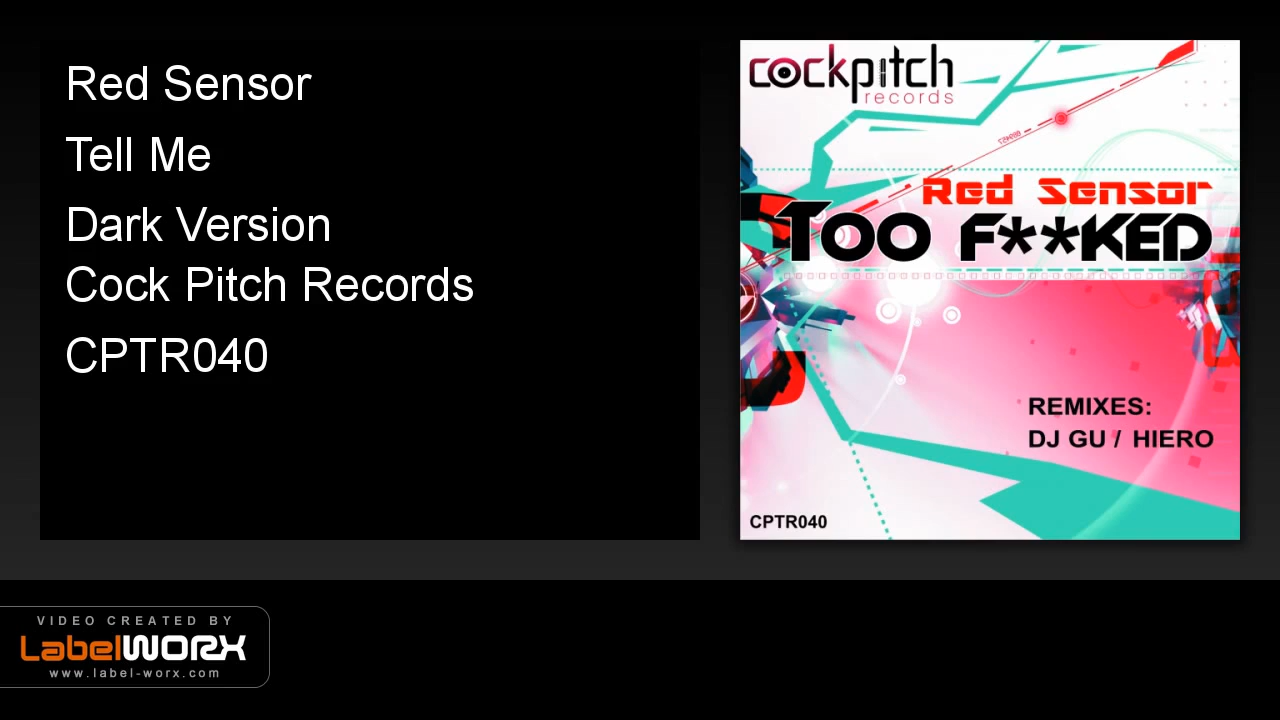 Red Sensor
Tell Me
Dark Version
Cock Pitch Records
CPTR040
cockpitch
records
Red Sensor
Too F**KED
REMIXES:
DJ GU / HIERO
CPTR040
VIDEO CREATED BY
LabelWORX
www.label-worx.com